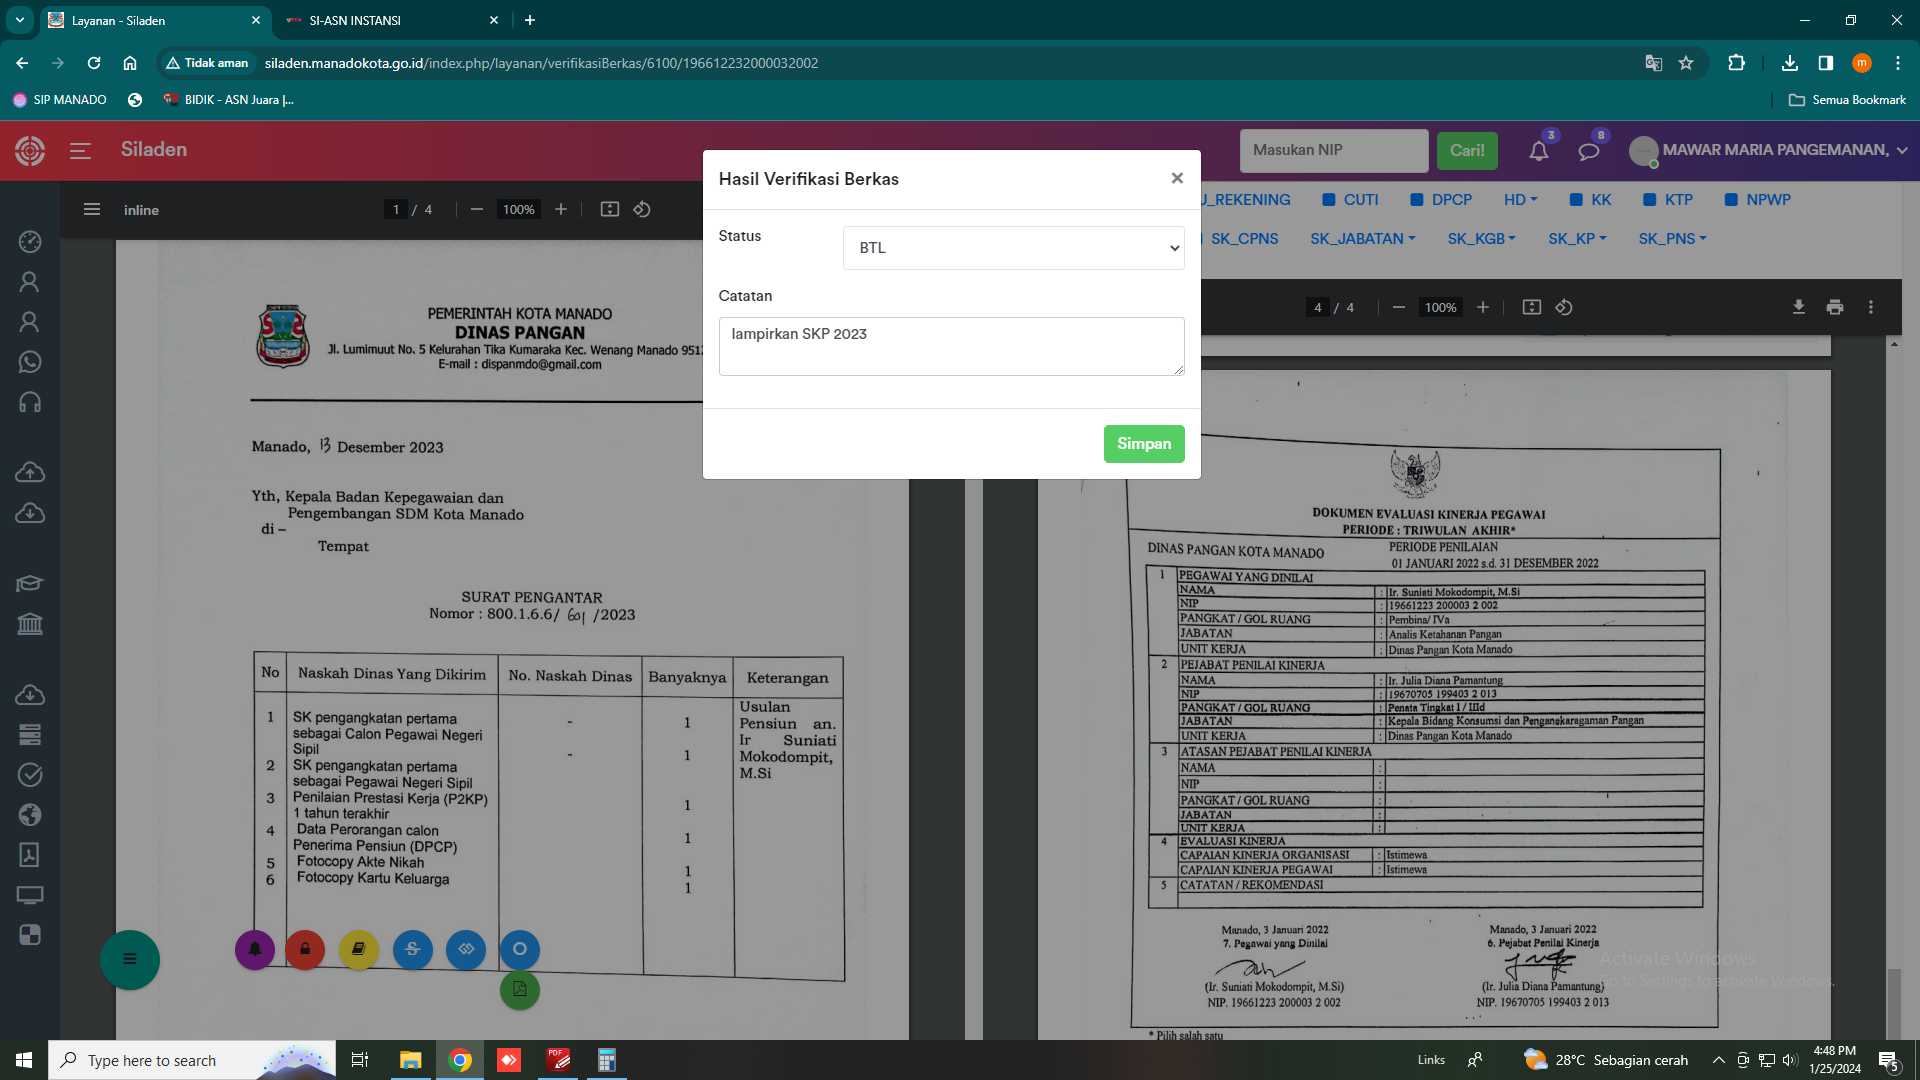 Layanan - Siladen
SI-ASN INSTANSI
Tidak aman
siladen.manadokota.go.id/index.php/layanan/verifikasiBerkas/6100/196612232000032002
m
SIP MANADO
BIDIK - ASN Juara |...
Semua Bookmark
Siladen
Masukan NIP
Cari!
3
8
MAWAR MARIA PANGEMANAN,
inline
1 / 4
100%
Hasil Verifikasi Berkas
×
Status
BTL
Catatan
lampirkan SKP 2023
Simpan
U_REKENING
CUTI
DPCP
HD
KK
KTP
NPWP
SK_CPNS
SK_JABATAN
SK_KGB
SK_KP
SK_PNS
4 / 4
100%
PEMERINTAH KOTA MANADO
DINAS PANGAN
Jl. Lumimuut No. 5 Kelurahan Tika Kumaraka Kec. Wenang Manado 9512
E-mail : dispanmdo@gmail.com
Manado, 13 Desember 2023
Yth, Kepala Badan Kepegawaian dan
Pengembangan SDM Kota Manado
di –
Tempat
SURAT PENGANTAR
Nomor : 800.1.6.6/ 601 /2023
No Naskah Dinas Yang Dikirim No. Naskah Dinas Banyaknya Keterangan
1 SK pengangkatan pertama sebagai Calon Pegawai Negeri Sipil - 1
2 SK pengangkatan pertama sebagai Pegawai Negeri Sipil - 1
3 Penilaian Prestasi Kerja (P2KP) 1 tahun terakhir 1
4 Data Perorangan calon Penerima Pensiun (DPCP) 1
5 Fotocopy Akte Nikah 1
6 Fotocopy Kartu Keluarga 1
Usulan
Pensiun an.
Ir Suniati
Mokodompit,
M.Si
DOKUMEN EVALUASI KINERJA PEGAWAI
PERIODE : TRIWULAN AKHIR*
DINAS PANGAN KOTA MANADO
PERIODE PENILAIAN
01 JANUARI 2022 s.d. 31 DESEMBER 2022
1 PEGAWAI YANG DINILAI
NAMA : Ir. Suniati Mokodompit, M.Si
NIP : 19661223 200003 2 002
PANGKAT / GOL RUANG : Pembina/ IVa
JABATAN : Analis Ketahanan Pangan
UNIT KERJA : Dinas Pangan Kota Manado
2 PEJABAT PENILAI KINERJA
NAMA : Ir. Julia Diana Pamantung
NIP : 19670705 199403 2 013
PANGKAT / GOL RUANG : Penata Tingkat I / IIId
JABATAN : Kepala Bidang Konsumsi dan Penganekaragaman Pangan
UNIT KERJA : Dinas Pangan Kota Manado
3 ATASAN PEJABAT PENILAI KINERJA
NAMA :
NIP :
PANGKAT / GOL RUANG :
JABATAN :
UNIT KERJA :
4 EVALUASI KINERJA
CAPAIAN KINERJA ORGANISASI : Istimewa
CAPAIAN KINERJA PEGAWAI : Istimewa
5 CATATAN / REKOMENDASI
Manado, 3 Januari 2022
7. Pegawai yang Dinilai
(Ir. Suniati Mokodompit, M.Si)
NIP. 19661223 200003 2 002
Manado, 3 Januari 2022
6. Pejabat Penilai Kinerja
(Ir. Julia Diana Pamantung)
NIP. 19670705 199403 2 013
* Pilih salah satu
Activate Windows
Go to Settings to activate Windows.
Type here to search
Links
28°C Sebagian cerah
4:48 PM
1/25/2024
5